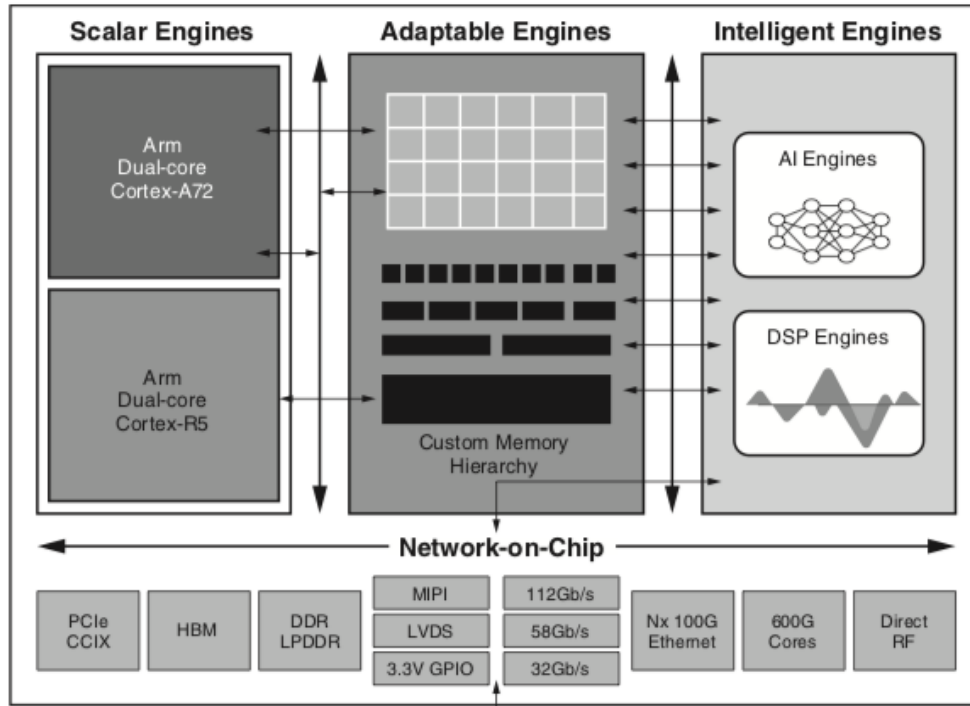 Scalar Engines
Adaptable Engines
Intelligent Engines
Arm
Dual-core
Cortex-A72
Arm
Dual-core
Cortex-R5
Custom Memory
Hierarchy
AI Engines
DSP Engines
Network-on-Chip
PCIe
CCIX
HBM
DDR
LPDDR
MIPI
LVDS
3.3V GPIO
112Gb/s
58Gb/s
32Gb/s
Nx 100G
Ethernet
600G
Cores
Direct
RF